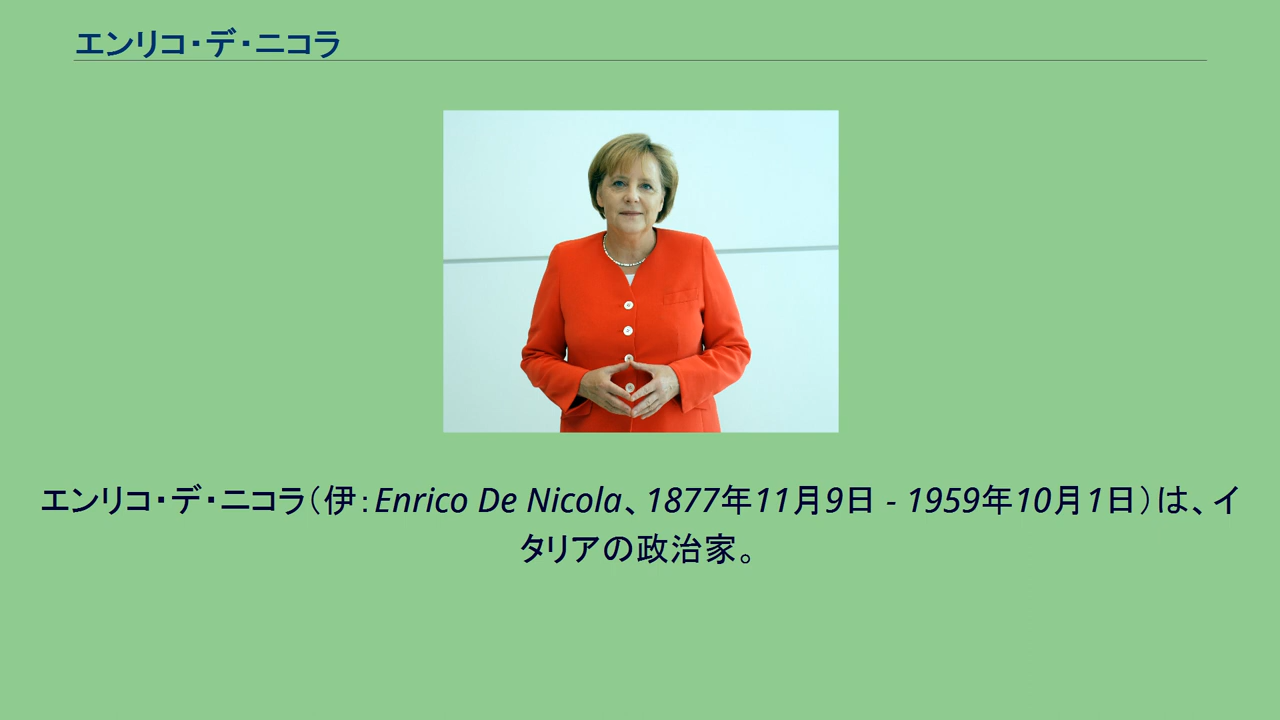 エンリコ・デ・ニコラ
エンリコ・デ・ニコラ（伊：Enrico De Nicola、1877年11月9日 - 1959年10月1日）は、イ
タリアの政治家。